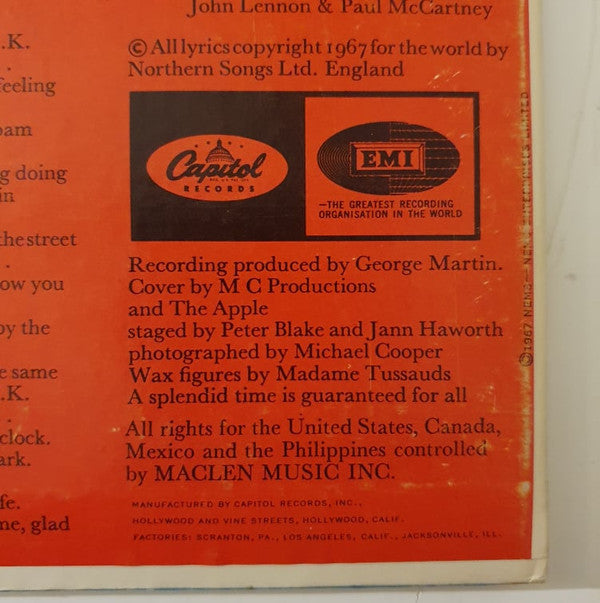 John Lennon & Paul McCartney
.K.
.
feeling
oam
g doing
in
the street
.
ow you
.
by the
.
e same
.K.
.
clock.
ark.
fe.
me, glad
© All lyrics copyright 1967 for the world by
Northern Songs Ltd. England
Capitol
RECORDS
EMI
—THE GREATEST RECORDING
ORGANISATION IN THE WORLD
Recording produced by George Martin.
Cover by M C Productions
and The Apple
staged by Peter Blake and Jann Haworth
photographed by Michael Cooper
Wax figures by Madame Tussauds
A splendid time is guaranteed for all
All rights for the United States, Canada,
Mexico and the Philippines controlled
by MACLEN MUSIC INC.
MANUFACTURED BY CAPITOL RECORDS, INC.,
HOLLYWOOD AND VINE STREETS, HOLLYWOOD, CALIF.
FACTORIES: SCRANTON, PA., LOS ANGELES, CALIF., JACKSONVILLE, ILL.
©1967 NEMS—NEMS ENTERPRISES LIMITED